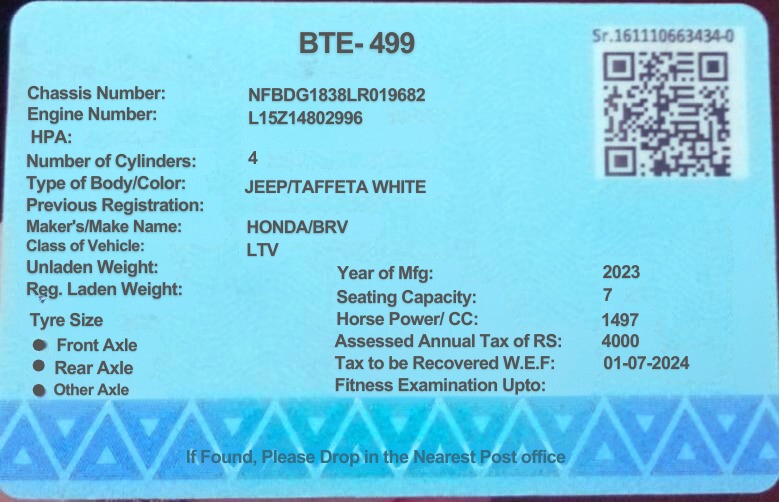 BTE- 499
Sr.161110663434-0
Chassis Number: NFBDG1838LR019682
Engine Number: L15Z14802996
HPA:
Number of Cylinders: 4
Type of Body/Color: JEEP/TAFFETA WHITE
Previous Registration:
Maker's/Make Name: HONDA/BRV
Class of Vehicle: LTV
Unladen Weight:
Reg. Laden Weight:
Year of Mfg: 2023
Seating Capacity: 7
Tyre Size
Horse Power/ CC: 1497
Front Axle
Assessed Annual Tax of RS: 4000
Rear Axle
Tax to be Recovered W.E.F: 01-07-2024
Other Axle
Fitness Examination Upto:
If Found, Please Drop in the Nearest Post office